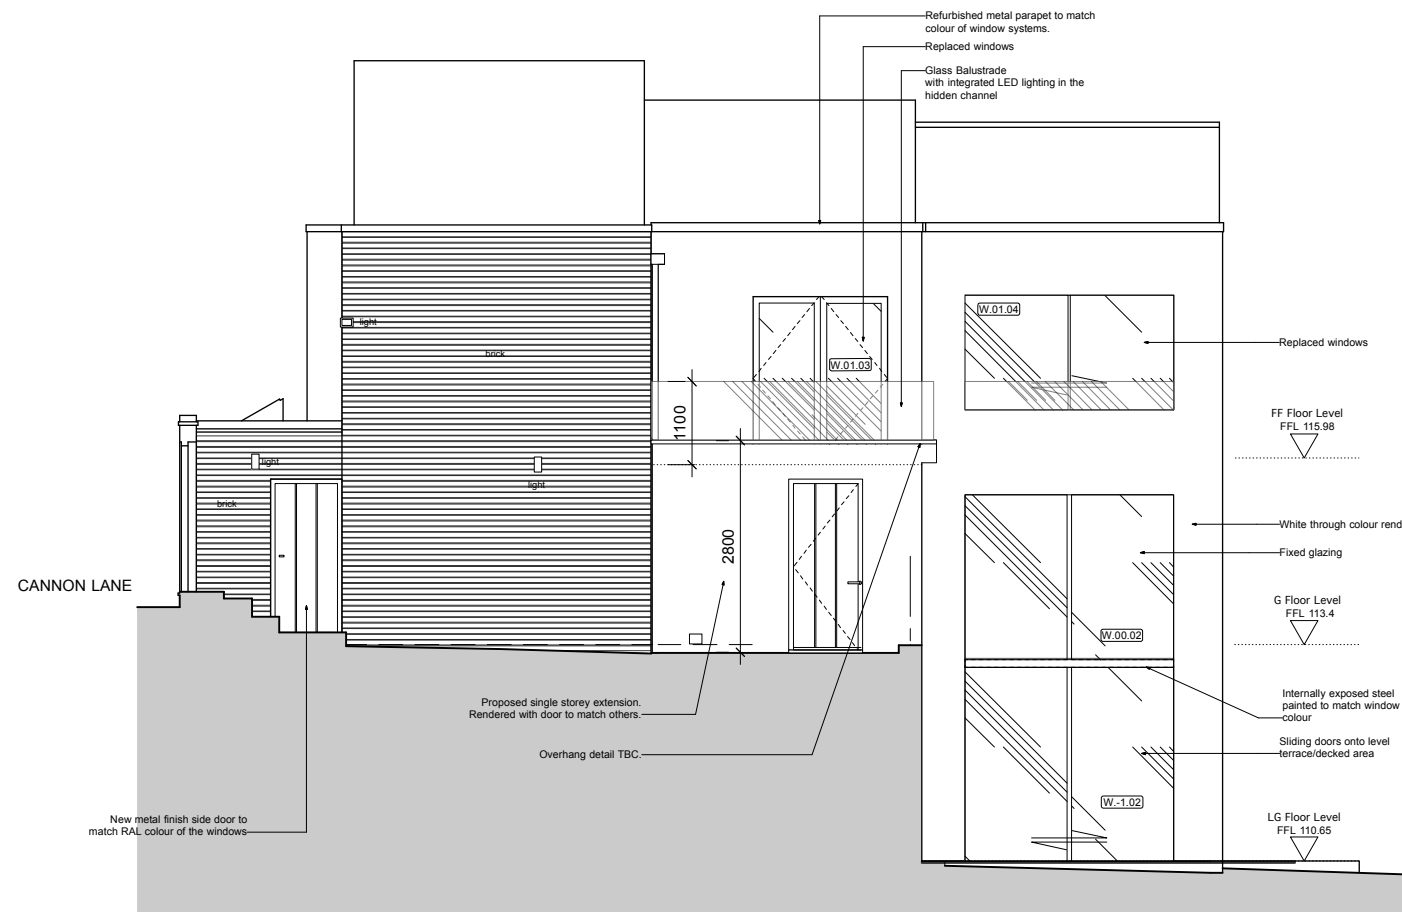 Refurbished metal parapet to match
colour of window systems.
Replaced windows
Glass Balustrade
with integrated LED lighting in the
hidden channel
W.01.04
light
Replaced windows
brick
W.01.03
1100
FF Floor Level
FFL 115.98
light
light
brick
2800
White through colour rend
Fixed glazing
CANNON LANE
G Floor Level
FFL 113.4
W.00.02
Internally exposed steel
painted to match window
colour
Proposed single storey extension.
Rendered with door to match others.
Sliding doors onto level
terrace/decked area
Overhang detail TBC.
W.-1.02
New metal finish side door to
match RAL colour of the windows
LG Floor Level
FFL 110.65